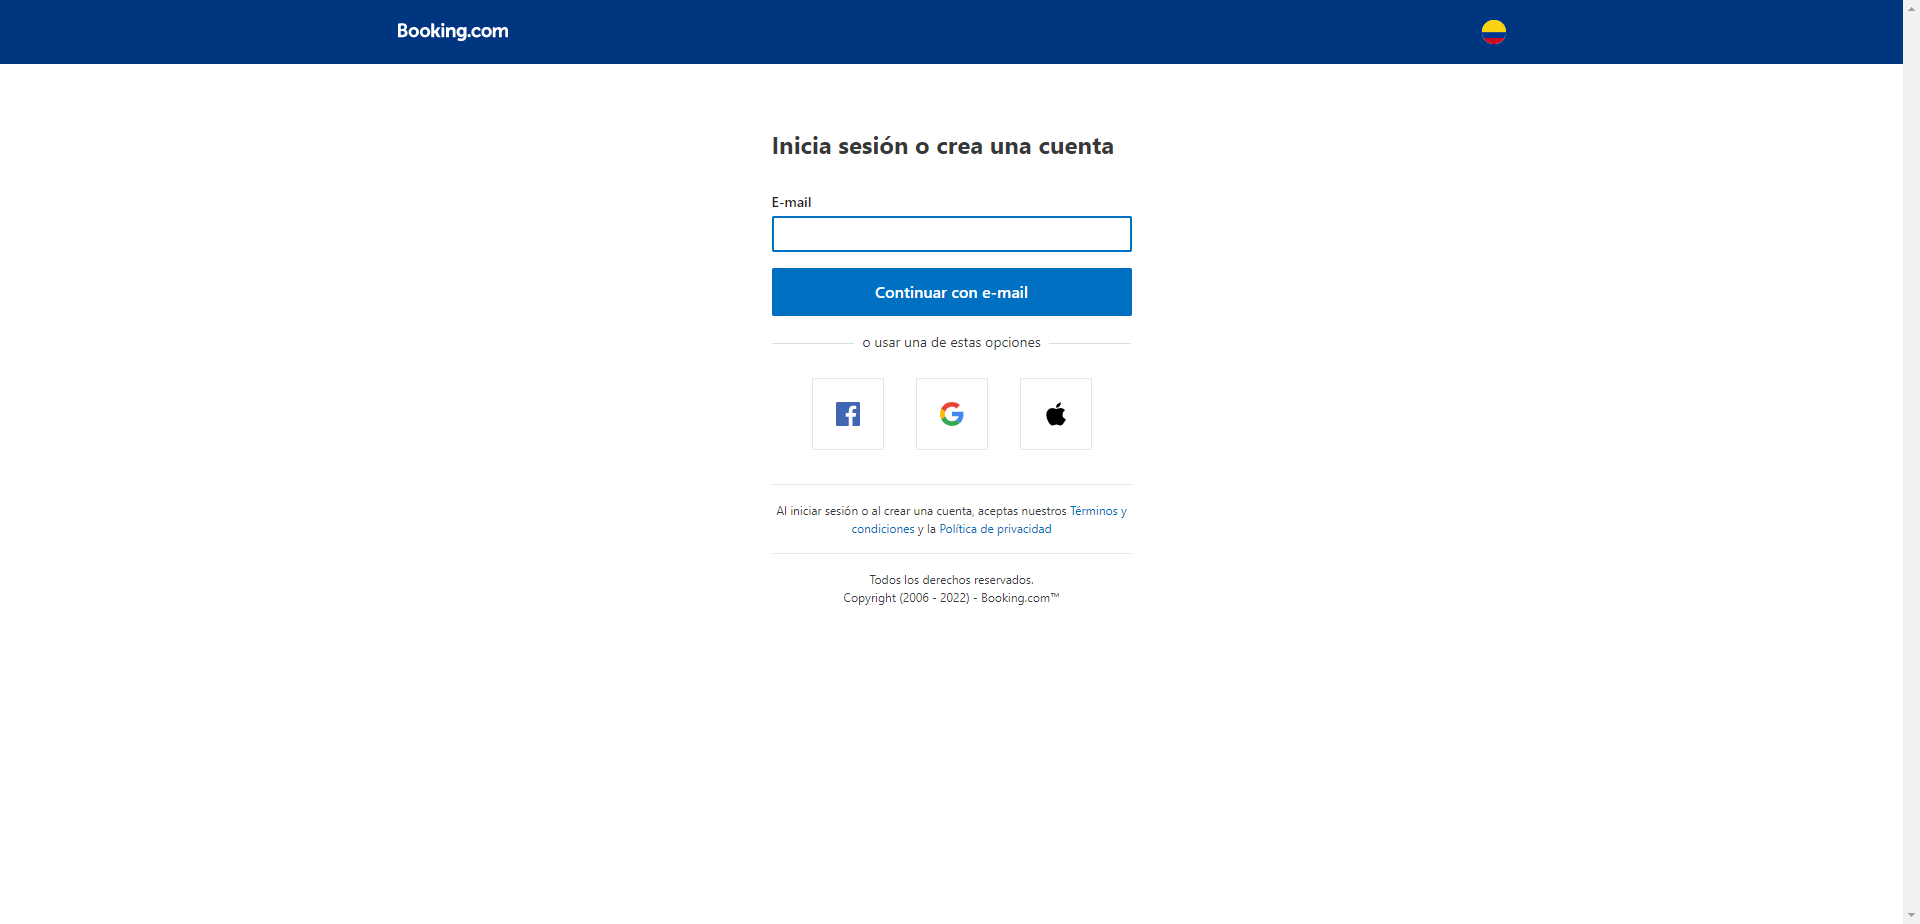 Booking.com
Inicia sesión o crea una cuenta
E-mail
Continuar con e-mail
o usar una de estas opciones
Al iniciar sesión o al crear una cuenta, aceptas nuestros Términos y
condiciones y la Política de privacidad
Todos los derechos reservados.
Copyright (2006 - 2022) - Booking.com™